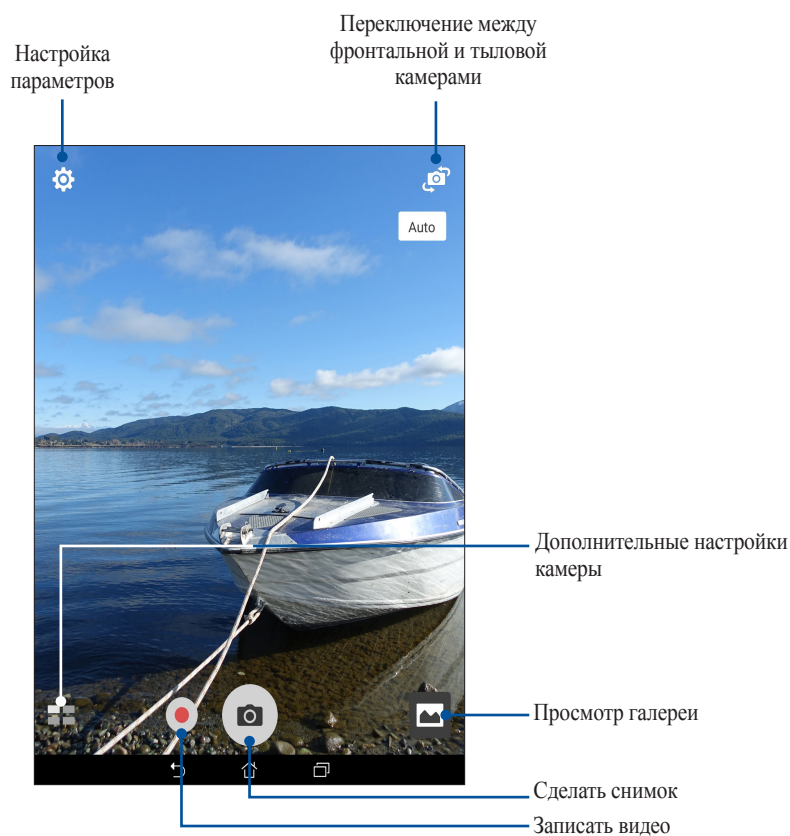 Переключение между
фронтальной и тыловой
камерами
Настройка
параметров
Auto
Дополнительные настройки
камеры
Просмотр галереи
Сделать снимок
Записать видео